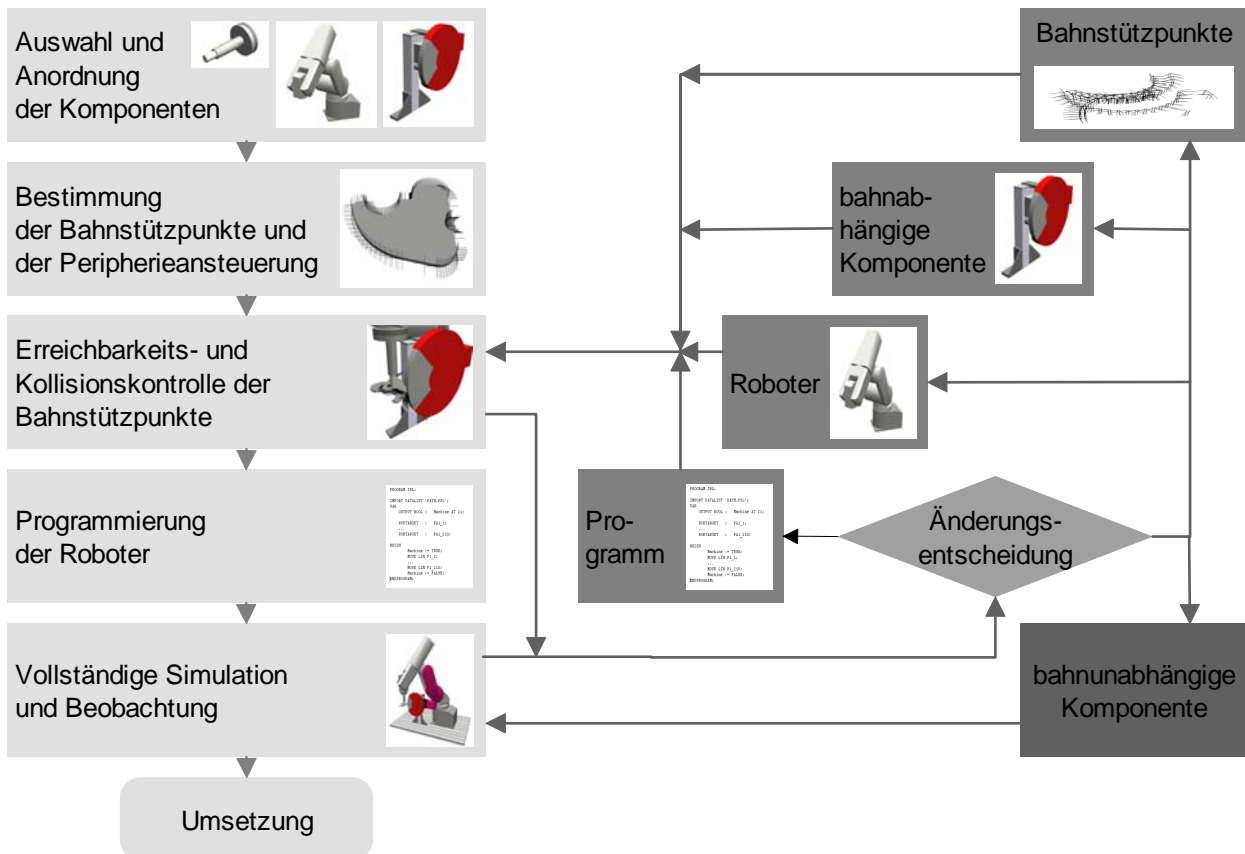 Auswahl und
Anordnung
der Komponenten
Bestimmung
der Bahnstützpunkte und
der Peripherieansteuerung
Erreichbarkeits- und
Kollisionskontrolle der
Bahnstützpunkte
Programmierung
der Roboter
Vollständige Simulation
und Beobachtung
Umsetzung
Bahnstützpunkte
bahnab-
hängige
Komponente
Roboter
Pro-
gramm
Änderungs-
entscheidung
bahnunabhängige
Komponente